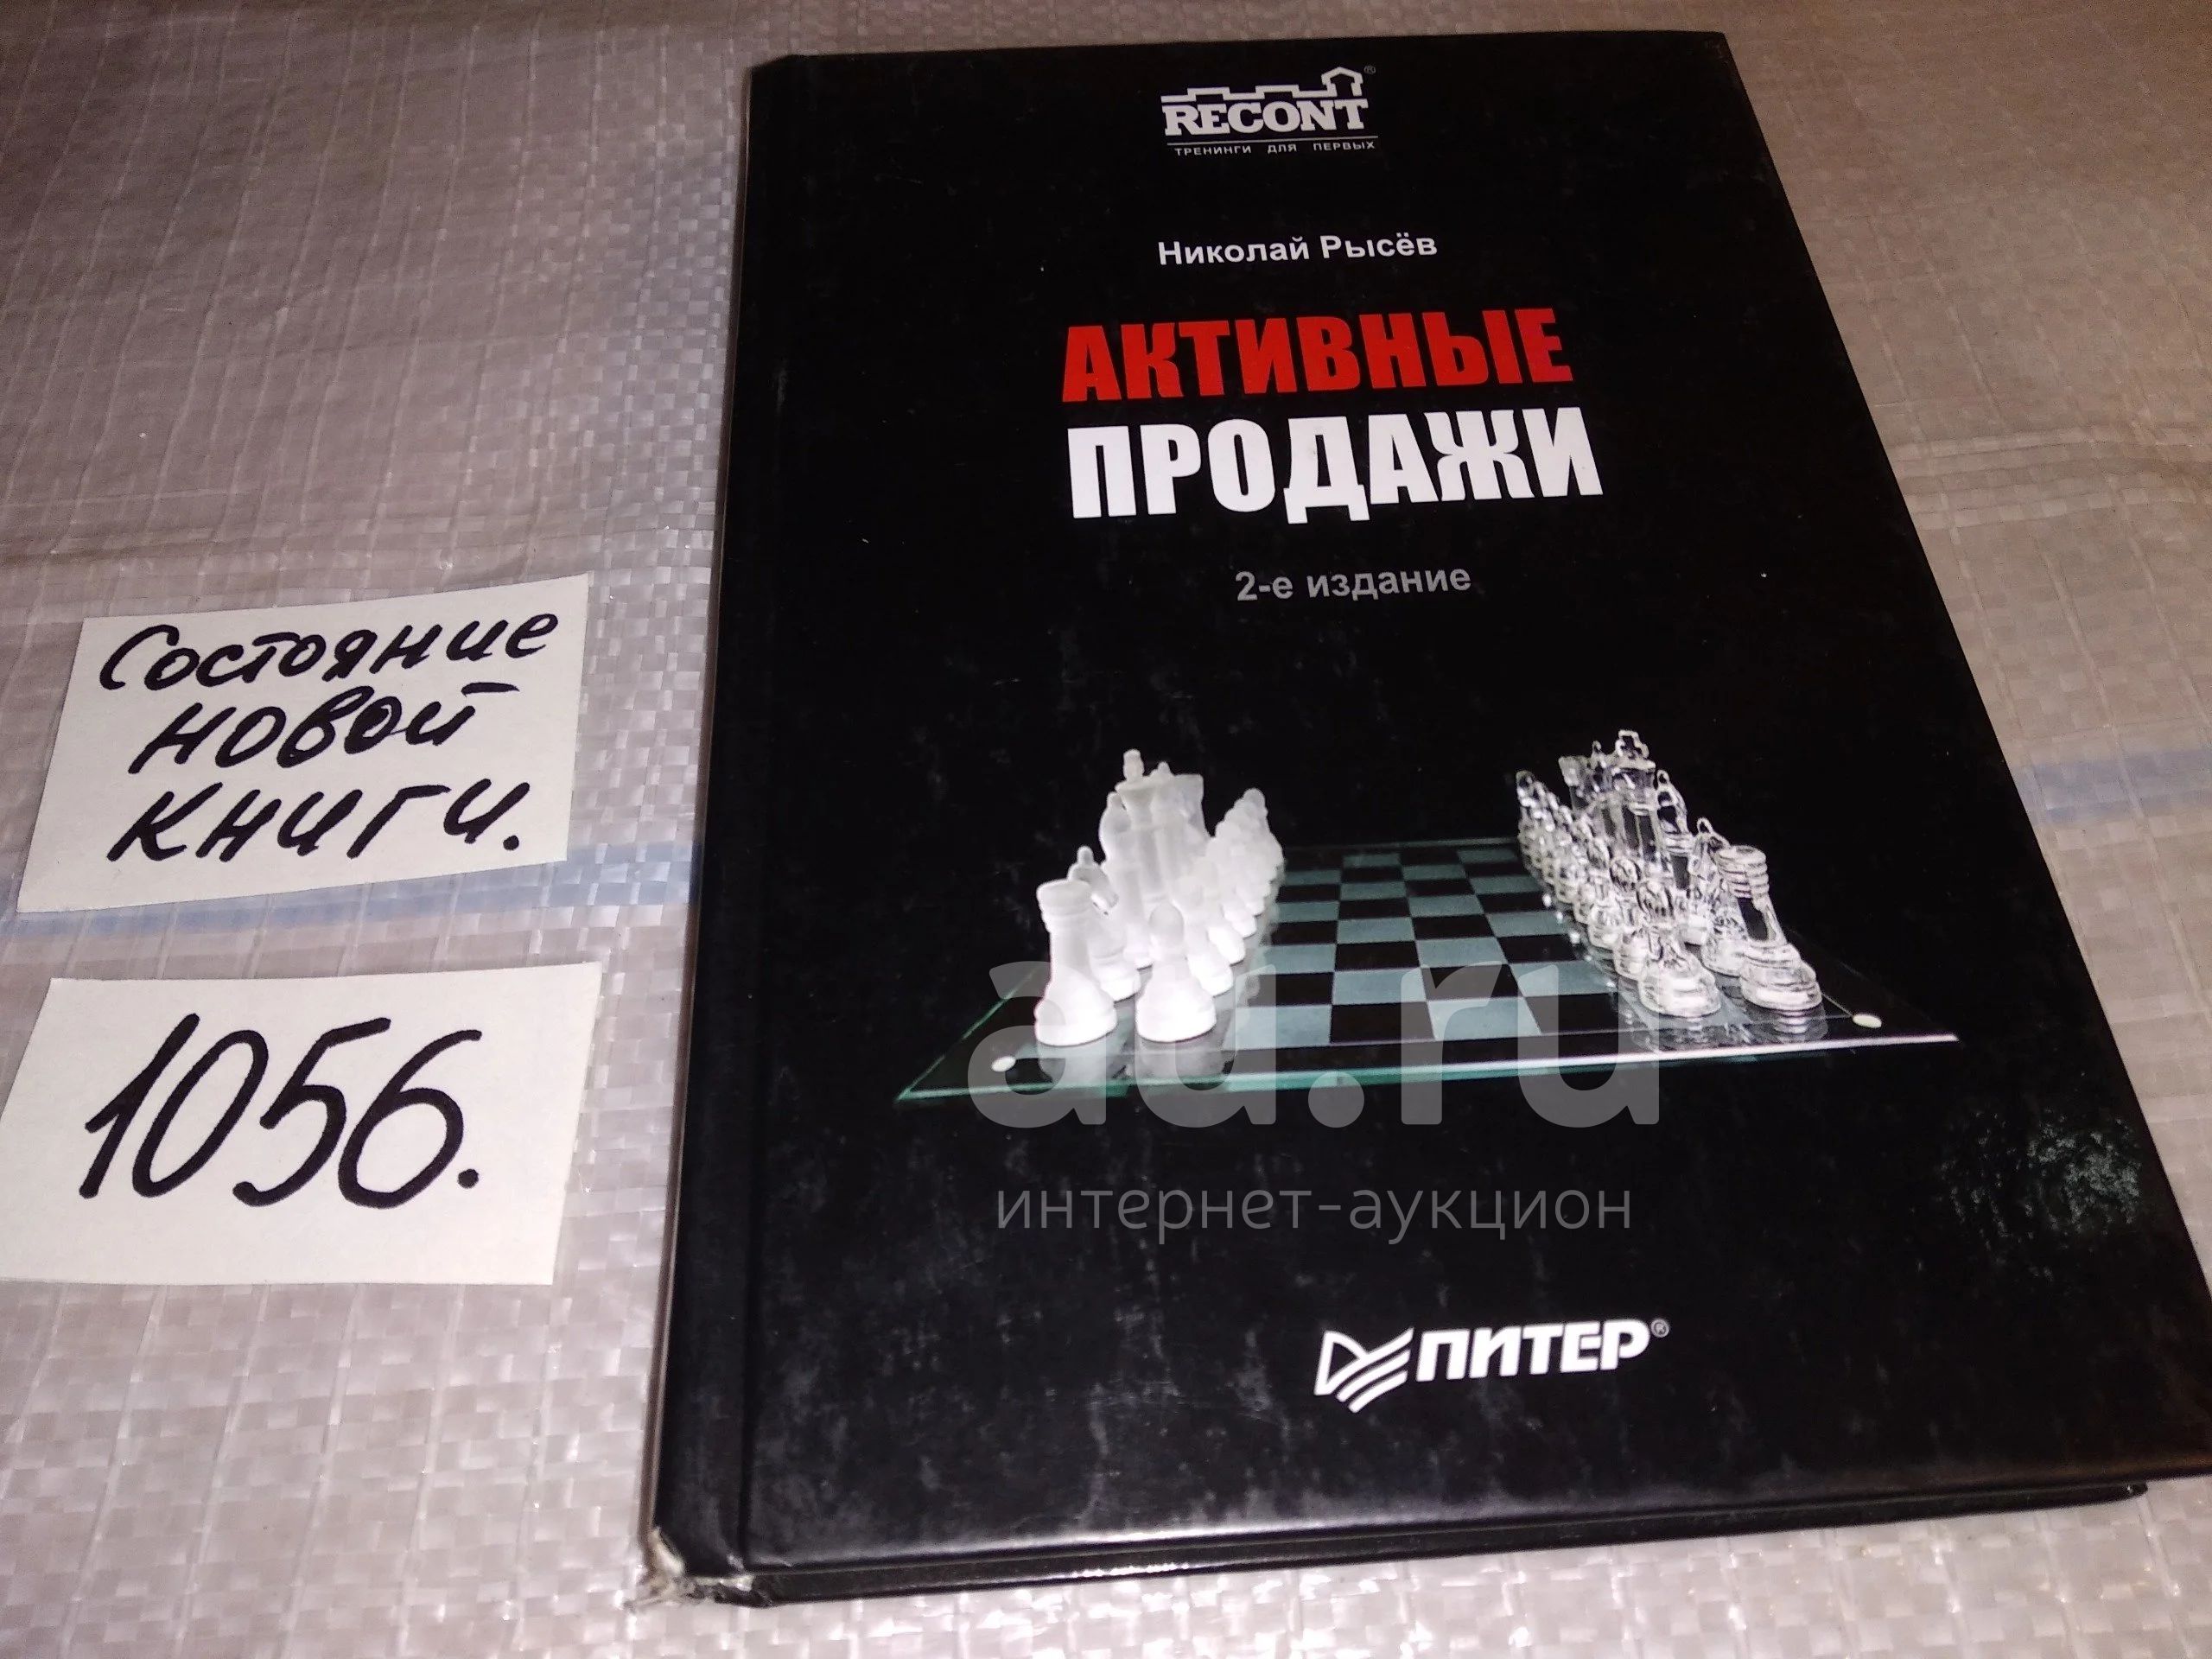 RECONT®
ТРЕНИНГИ ДЛЯ ПЕРВЫХ
Николай Рысёв
АКТИВНЫЕ
ПРОДАЖИ
2-е издание
Состояние
новой
книги.
1056.
au.ru
интернет-аукцион
ПИТЕР®